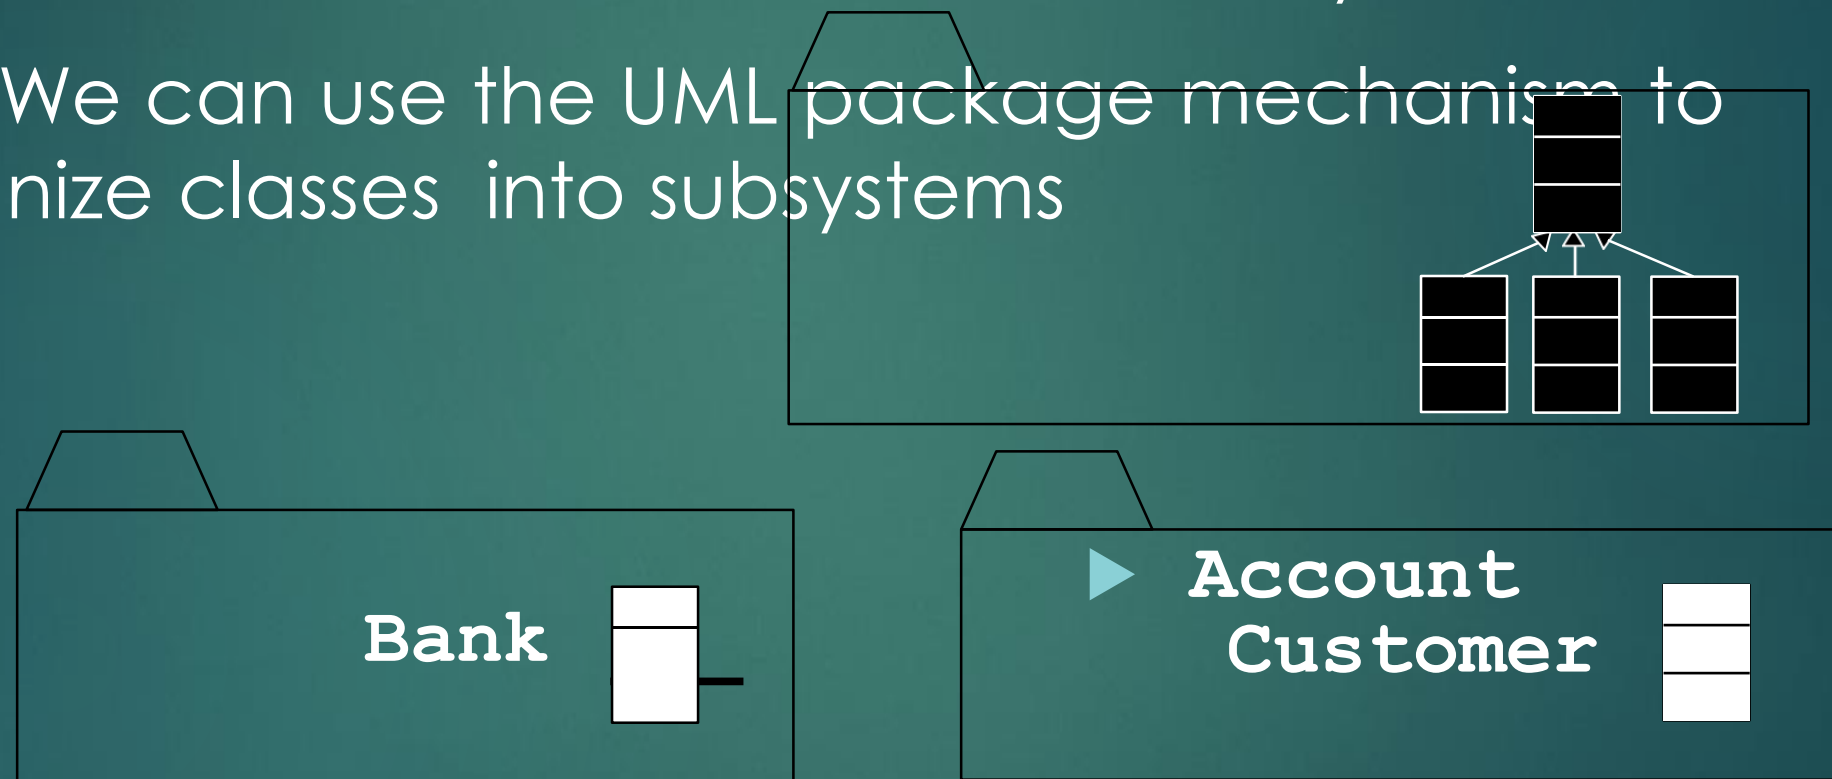 We can use the UML package mechanism to
nize classes into subsystems
Account
Bank
Customer